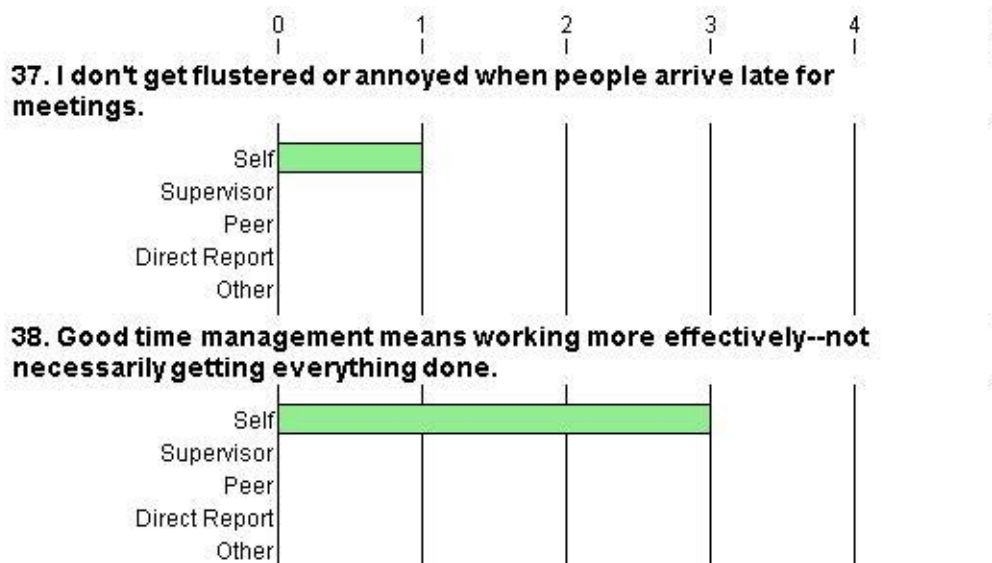 0 1 2 3 4
37. I don't get flustered or annoyed when people arrive late for
meetings.
Self
Supervisor
Peer
Direct Report
Other
38. Good time management means working more effectively--not
necessarily getting everything done.
Self
Supervisor
Peer
Direct Report
Other